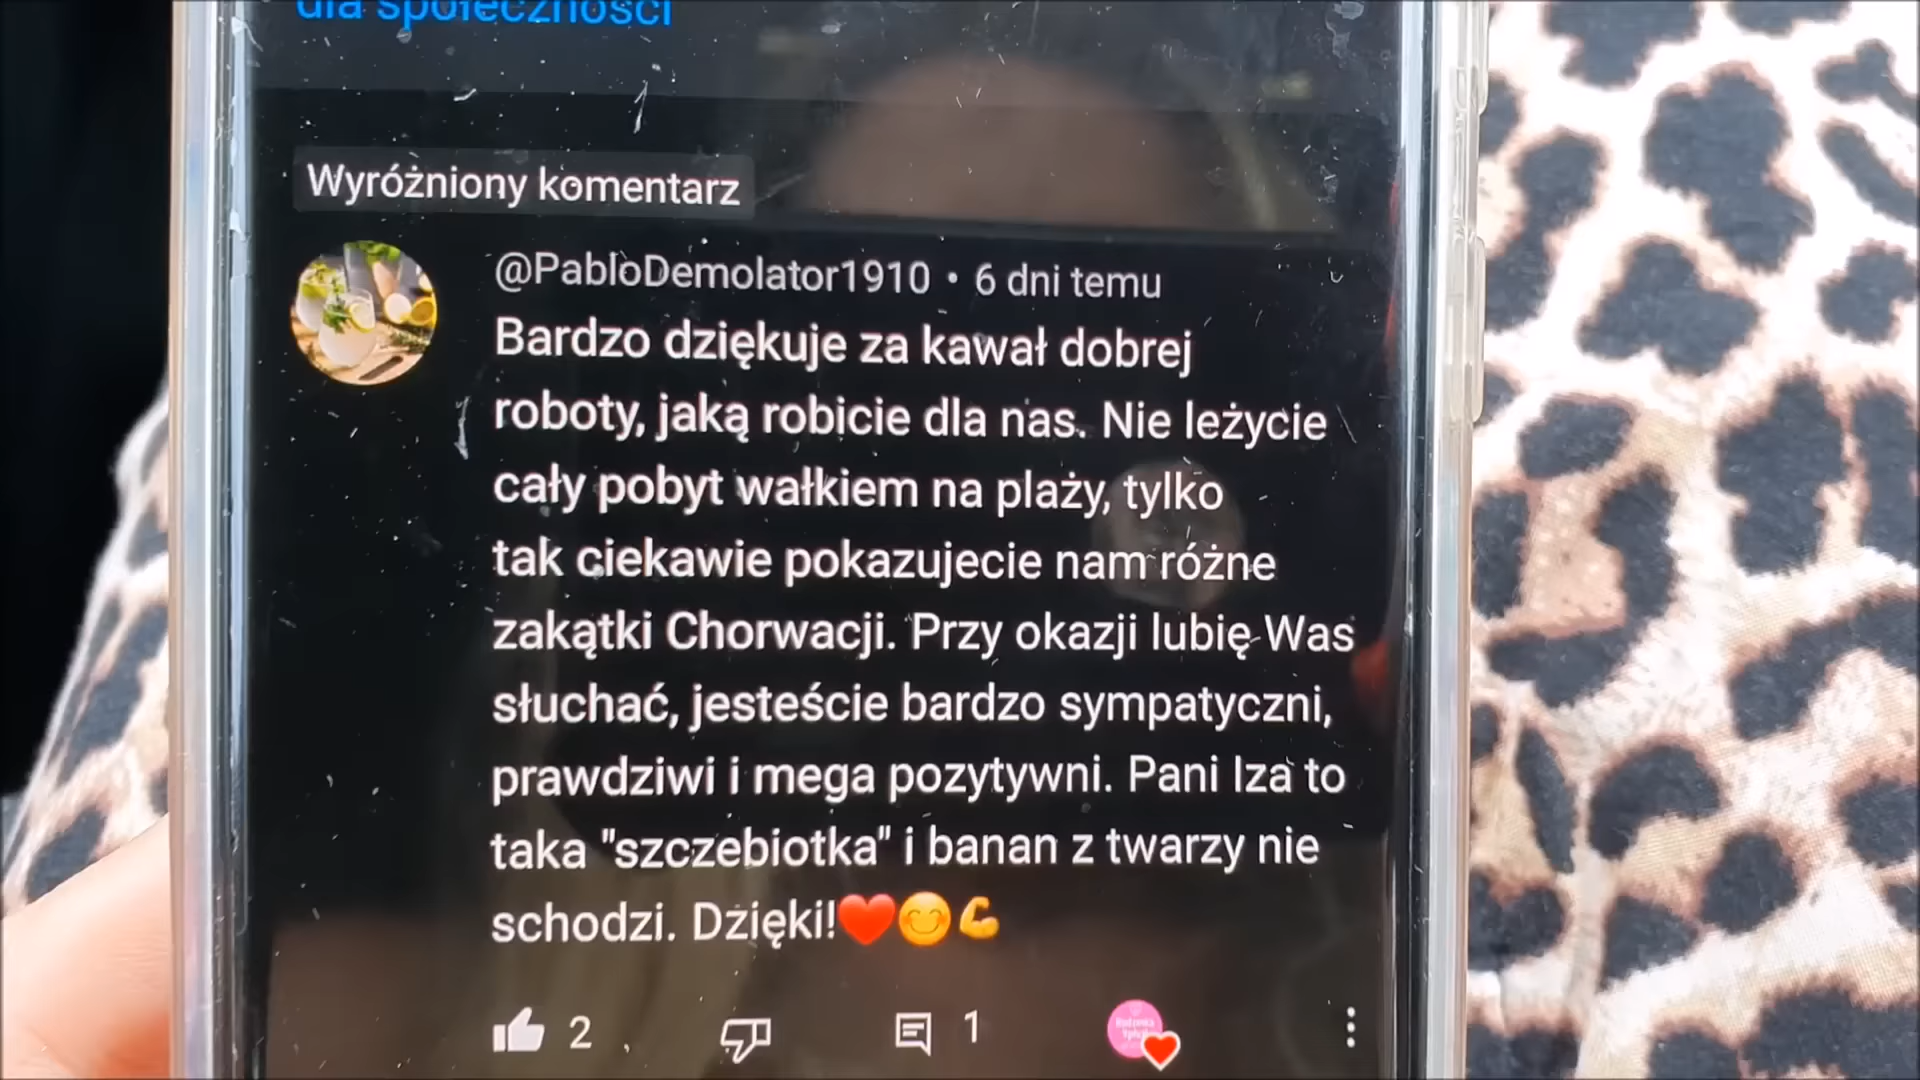 dla społeczności
Wyróżniony komentarz
@PabloDemolator1910 • 6 dni temu
Bardzo dziękuje za kawał dobrej
roboty, jaką robicie dla nas. Nie leżycie
cały pobyt wałkiem na plaży, tylko
tak ciekawie pokazujecie nam różne
zakątki Chorwacji. Przy okazji lubię Was
słuchać, jesteście bardzo sympatyczni,
prawdziwi i mega pozytywni. Pani Iza to
taka "szczebiotka" i banan z twarzy nie
schodzi. Dzięki!❤️😊💪
2
1